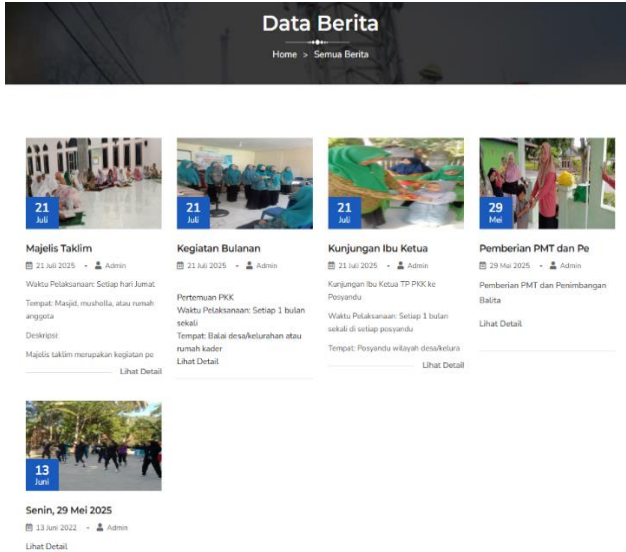 Data Berita
Home > Semua Berita
21
Juli
Majelis Taklim
21 Juli 2025 - Admin
Waktu Pelaksanaan: Setiap hari Jumat
Tempat: Masjid, musholla, atau rumah
anggota
Deskripsi:
Majelis taklim merupakan kegiatan pe
Lihat Detail
21
Juli
Kegiatan Bulanan
21 Juli 2025 - Admin
Pertemuan PKK
Waktu Pelaksanaan: Setiap 1 bulan
sekali
Tempat: Balai desa/kelurahan atau
rumah kader
Lihat Detail
21
Juli
Kunjungan Ibu Ketua
21 Juli 2025 - Admin
Kunjungan Ibu Ketua TP PKK ke
Posyandu
Waktu Pelaksanaan: Setiap 1 bulan
sekali di setiap posyandu
Tempat: Posyandu wilayah desa/kelura
Lihat Detail
29
Mei
Pemberian PMT dan Pe
29 Mei 2025 - Admin
Pemberian PMT dan Penimbangan
Balita
Lihat Detail
13
Juni
Senin, 29 Mei 2025
13 Juni 2022 - Admin
Lihat Detail